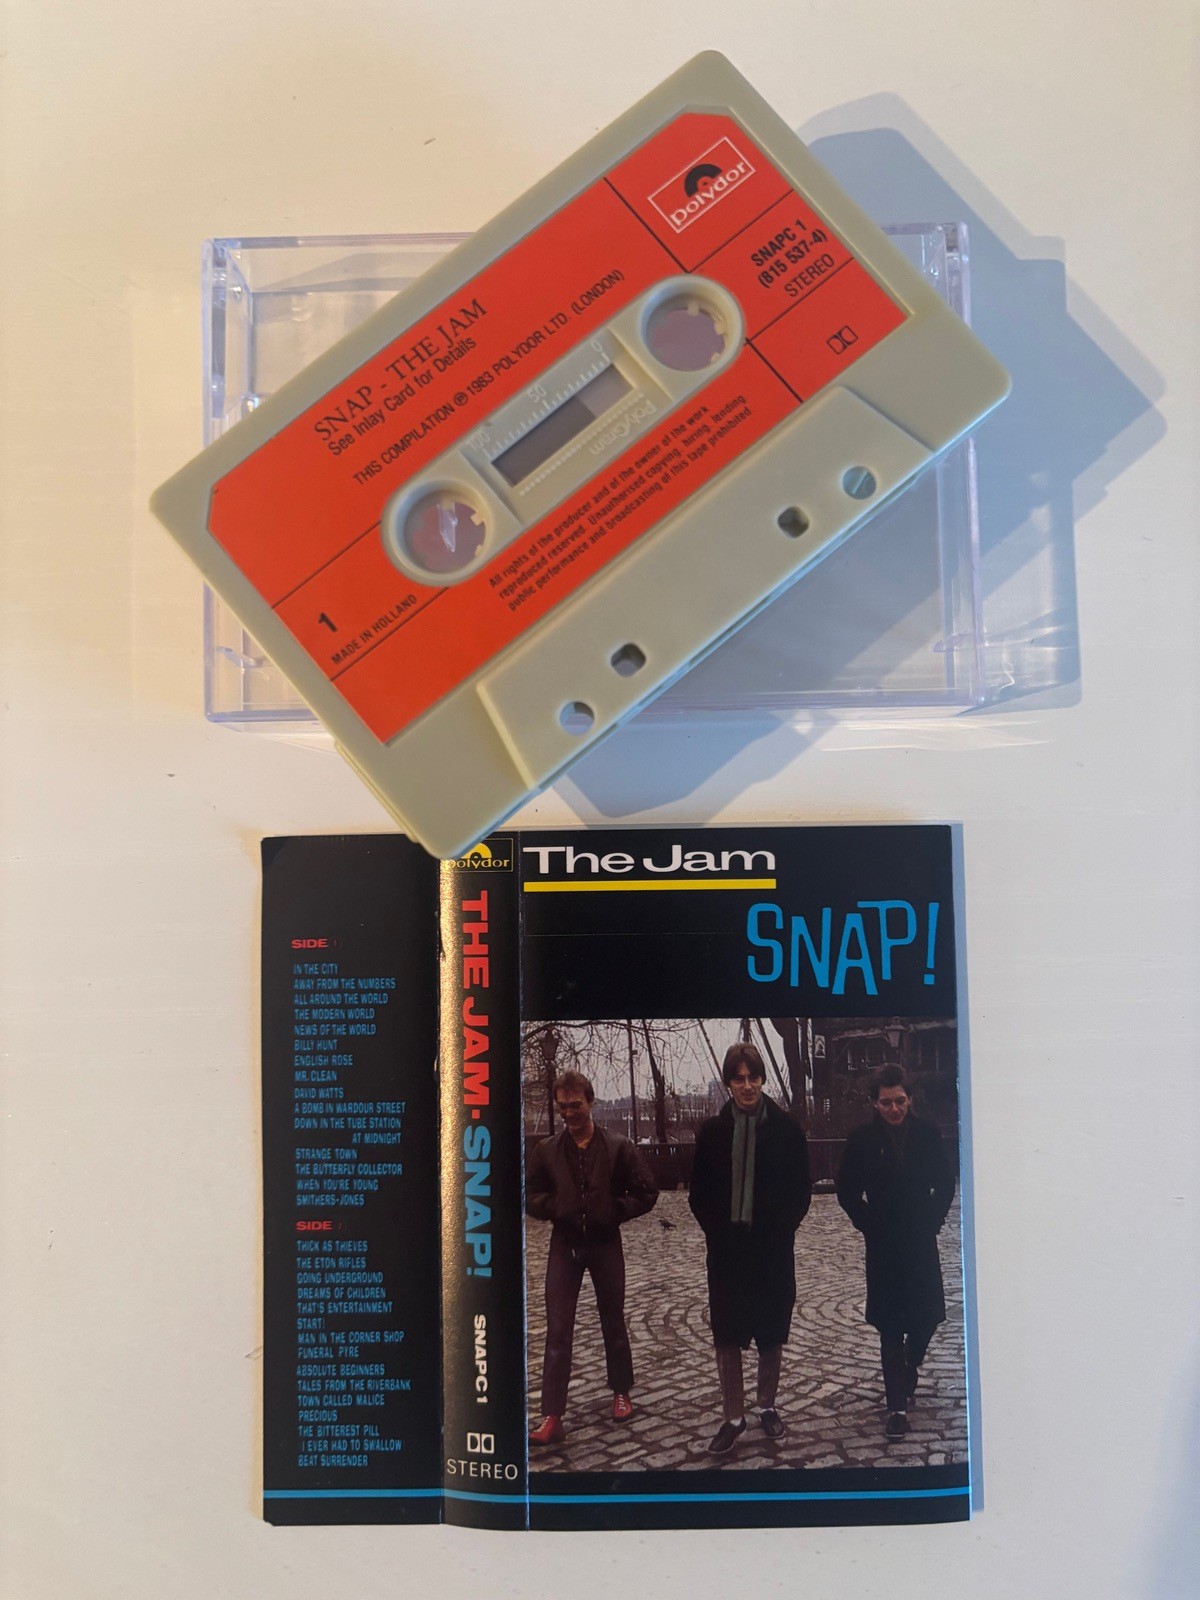 polydor
SNAPC 1
(815 537-4)
STEREO
SNAP - THE JAM
See Inlay Card for Details
THIS COMPILATION ℗ 1983 POLYDOR LTD. (LONDON)
100 50 0
PolyGram
All rights of the producer and of the owner of the work
reproduced reserved. Unauthorised copying, hiring, lending
public performance and broadcasting of this tape prohibited
1
MADE IN HOLLAND
SIDE
IN THE CITY
AWAY FROM THE NUMBERS
ALL AROUND THE WORLD
THE MODERN WORLD
NEWS OF THE WORLD
BILLY HUNT
ENGLISH ROSE
MR. CLEAN
DAVID WATTS
A BOMB IN WARDOUR STREET
DOWN IN THE TUBE STATION
AT MIDNIGHT
STRANGE TOWN
THE BUTTERFLY COLLECTOR
WHEN YOU'RE YOUNG
SMITHERS-JONES
SIDE
THICK AS THIEVES
THE ETON RIFLES
GOING UNDERGROUND
DREAMS OF CHILDREN
THAT'S ENTERTAINMENT
START!
MAN IN THE CORNER SHOP
FUNERAL PYRE
ABSOLUTE BEGINNERS
TALES FROM THE RIVERBANK
TOWN CALLED MALICE
PRECIOUS
THE BITTEREST PILL
I EVER HAD TO SWALLOW
BEAT SURRENDER
polydor
THE JAM·SNAP!
SNAPC 1
STEREO
The Jam
SNAP!